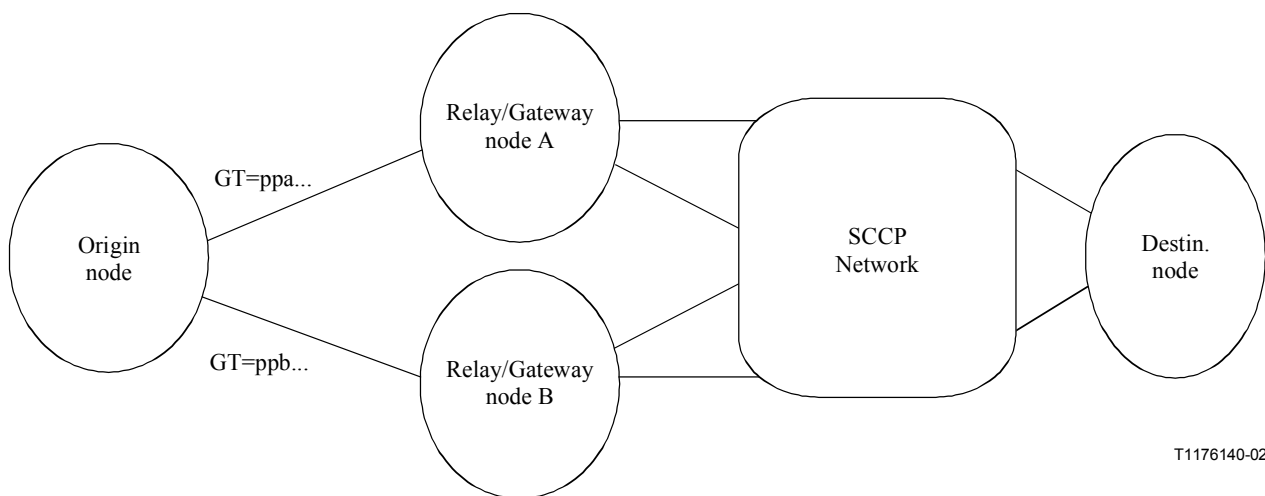 Relay/Gateway
node A
GT=ppa...
Origin
node
SCCP
Network
Destin.
node
GT=ppb...
Relay/Gateway
node B
T1176140-02